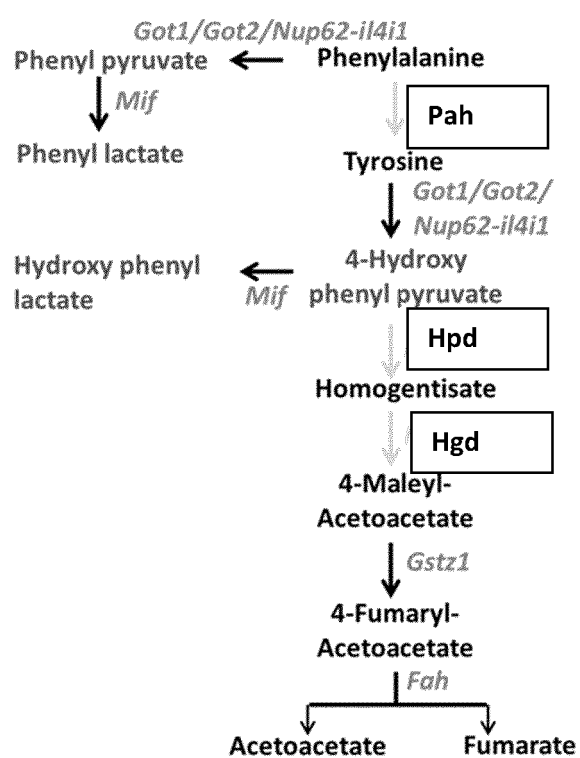 Got1/Got2/Nup62-il4i1
Phenyl pyruvate
Phenylalanine
Mif
Pah
Phenyl lactate
Tyrosine
Got1/Got2/
Nup62-il4i1
Hydroxy phenyl
lactate
4-Hydroxy
phenyl pyruvate
Mif
Hpd
Homogentisate
Hgd
4-Maleyl-
Acetoacetate
Gstz1
4-Fumaryl-
Acetoacetate
Fah
Acetoacetate
Fumarate